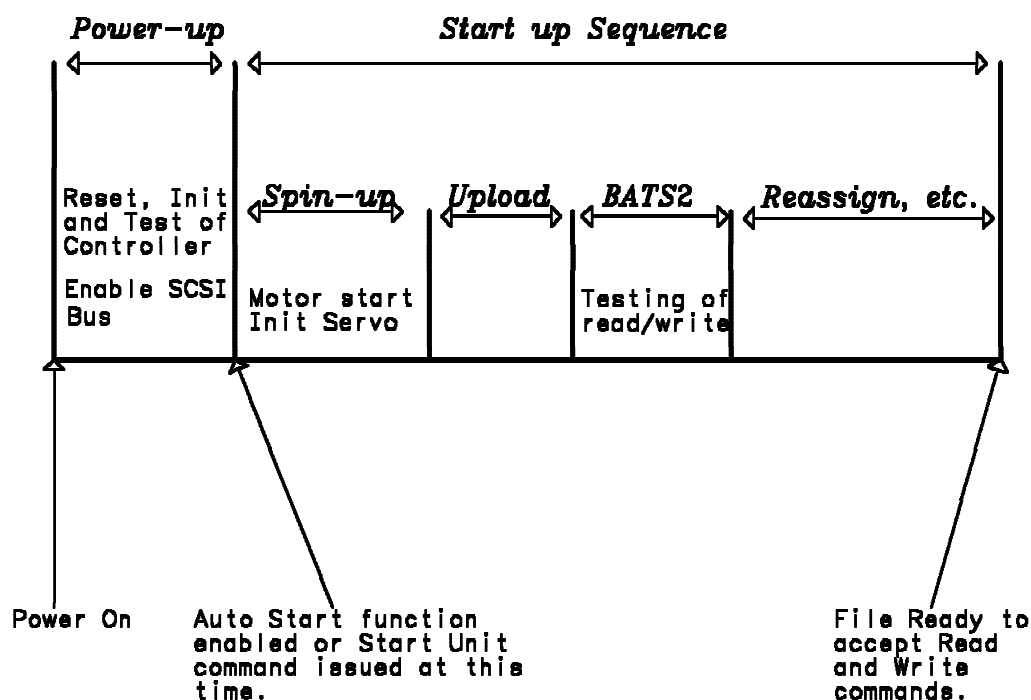 Power-up
Start up Sequence
Reset, Init
and Test of
Controller
Enable SCSI
Bus
Spin-up
Motor start
Init Servo
Upload
BATS2
Testing of
read/write
Reassign, etc.
Power On
Auto Start function
enabled or Start Unit
command issued at this
time.
File Ready to
accept Read
and Write
commands.